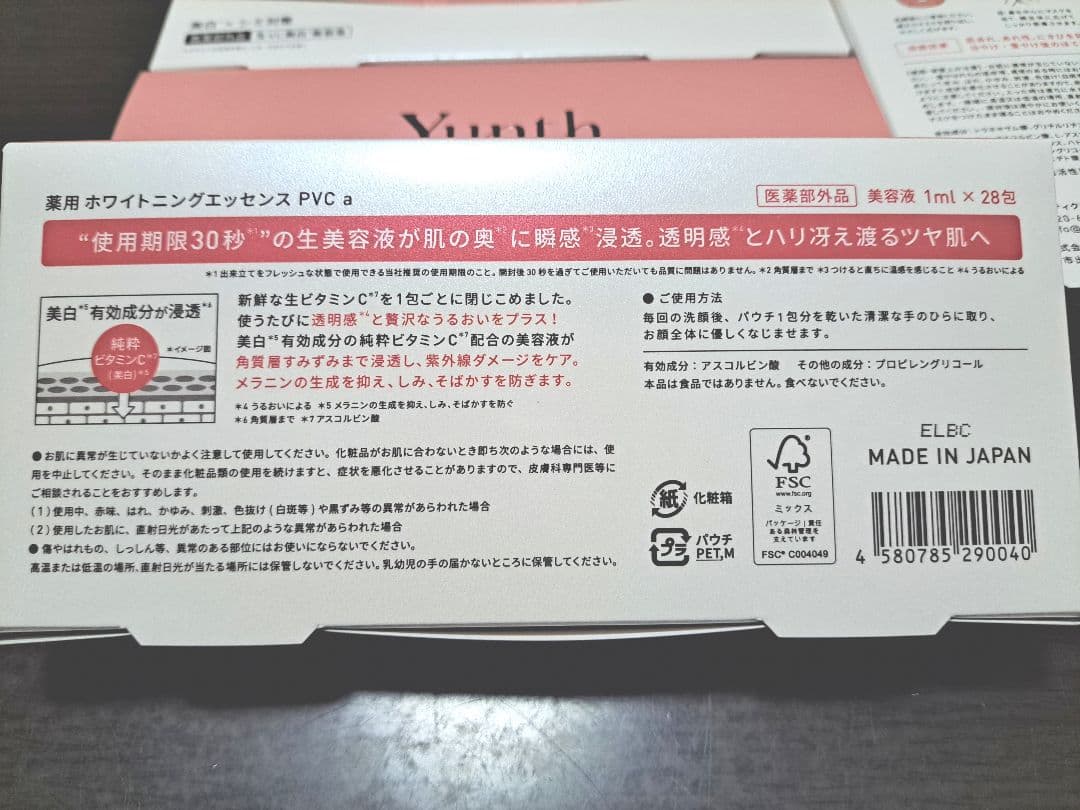 Yunth
薬用 ホワイトニングエッセンス PVC a
医薬部外品 美容液 1ml × 28包
“使用期限30秒*1”の生美容液が肌の奥*2に瞬感*3浸透。透明感*4とハリ冴え渡るツヤ肌へ
*1 出来立てをフレッシュな状態で使用できる当社推奨の使用期限のこと。開封後30秒を過ぎてご使用いただいても品質に問題はありません。*2 角質層まで *3 つけると直ちに温感を感じること *4 うるおいによる
美白*5有効成分が浸透*6
*イメージ図
純粋
ビタミンC*7
(美白)*5
新鮮な生ビタミンC*7を1包ごとに閉じこめました。
使うたびに透明感*4と贅沢なうるおいをプラス!
美白*5有効成分の純粋ビタミンC*7配合の美容液が
角質層すみずみまで浸透し、紫外線ダメージをケア。
メラニンの生成を抑え、しみ、そばかすを防ぎます。
*4 うるおいによる *5 メラニンの生成を抑え、しみ、そばかすを防ぐ
*6 角質層まで *7 アスコルビン酸
● ご使用方法
毎回の洗顔後、パウチ1包分を乾いた清潔な手のひらに取り、
お顔全体に優しくなじませます。
有効成分:アスコルビン酸 その他の成分:プロピレングリコール
本品は食品ではありません。食べないでください。
●お肌に異常が生じていないかよく注意して使用してください。化粧品がお肌に合わないとき即ち次のような場合には、使
用を中止してください。そのまま化粧品類の使用を続けますと、症状を悪化させることがありますので、皮膚科専門医等に
ご相談されることをおすすめします。
(1)使用中、赤味、はれ、かゆみ、刺激、色抜け(白斑等)や黒ずみ等の異常があらわれた場合
(2)使用したお肌に、直射日光があたって上記のような異常があらわれた場合
●傷やはれもの、しっしん等、異常のある部位にはお使いにならないでください。
高温または低温の場所、直射日光が当たる場所には保管しないでください。乳幼児の手の届かないところに保管してください。
紙 化粧箱
プラ パウチ
PET,M
FSC
www.fsc.org
ミックス
パッケージ|責任
ある森林管理を
支えています
FSC® C004049
ELBC
MADE IN JAPAN
4 580785 290040